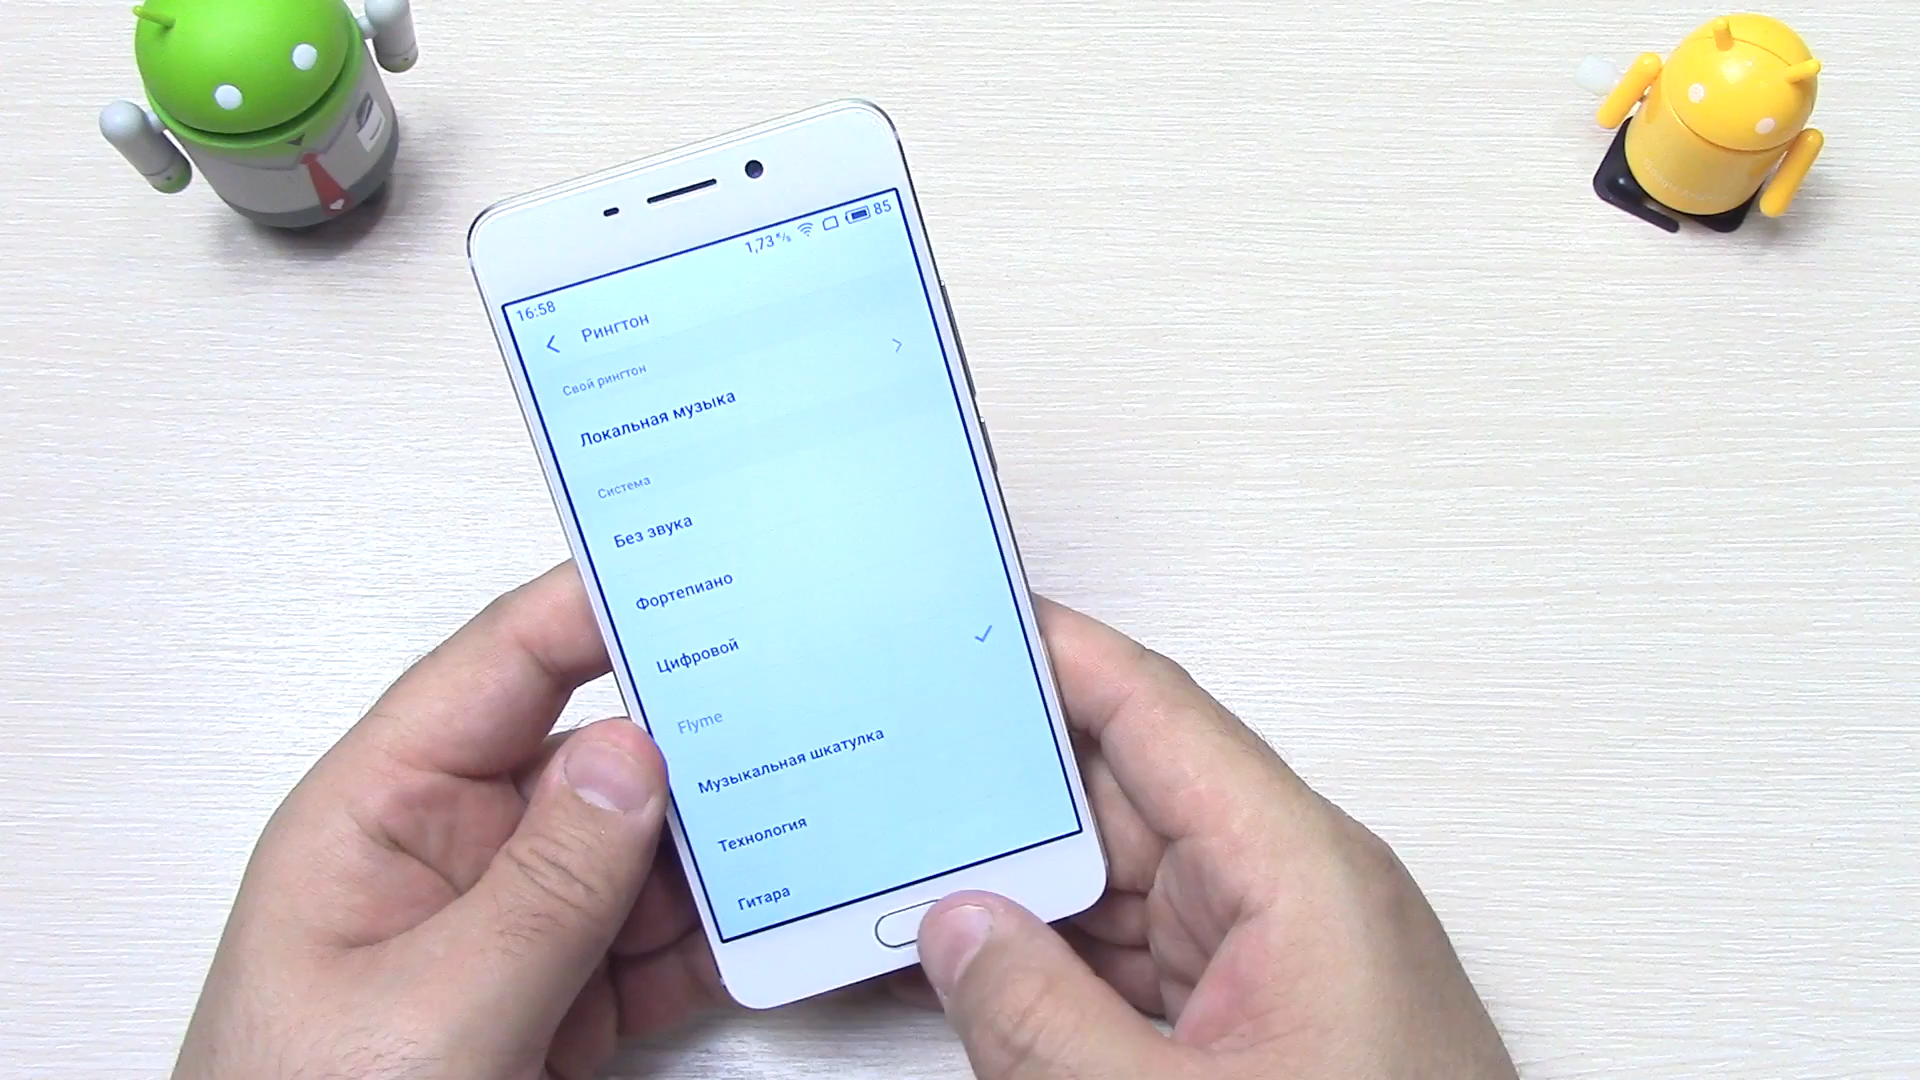 1,73 K/s 85
16:58
Рингтон
Свой рингтон
Локальная музыка
Система
Без звука
Фортепиано
Цифровой
Flyme
Музыкальная шкатулка
Технология
Гитара